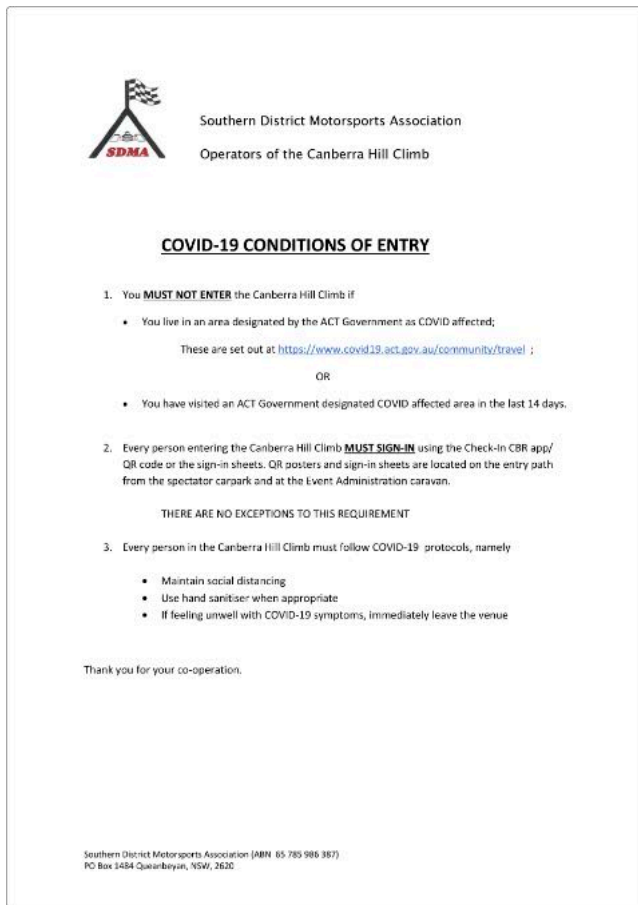 SDMA
Southern District Motorsports Association
Operators of the Canberra Hill Climb
COVID-19 CONDITIONS OF ENTRY
1. You MUST NOT ENTER the Canberra Hill Climb if
• You live in an area designated by the ACT Government as COVID affected;
These are set out at https://www.covid19.act.gov.au/community/travel ;
OR
• You have visited an ACT Government designated COVID affected area in the last 14 days.
2. Every person entering the Canberra Hill Climb MUST SIGN-IN using the Check-In CBR app/
QR code or the sign-in sheets. QR posters and sign-in sheets are located on the entry path
from the spectator carpark and at the Event Administration caravan.
THERE ARE NO EXCEPTIONS TO THIS REQUIREMENT
3. Every person in the Canberra Hill Climb must follow COVID-19 protocols, namely
• Maintain social distancing
• Use hand sanitiser when appropriate
• If feeling unwell with COVID-19 symptoms, immediately leave the venue
Thank you for your co-operation.
Southern District Motorsports Association (ABN 65 785 986 387)
PO Box 1484 Queanbeyan, NSW, 2620